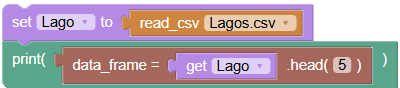 set Lago to read_csv Lagos.csv
print( data_frame = get Lago .head( 5 ) )